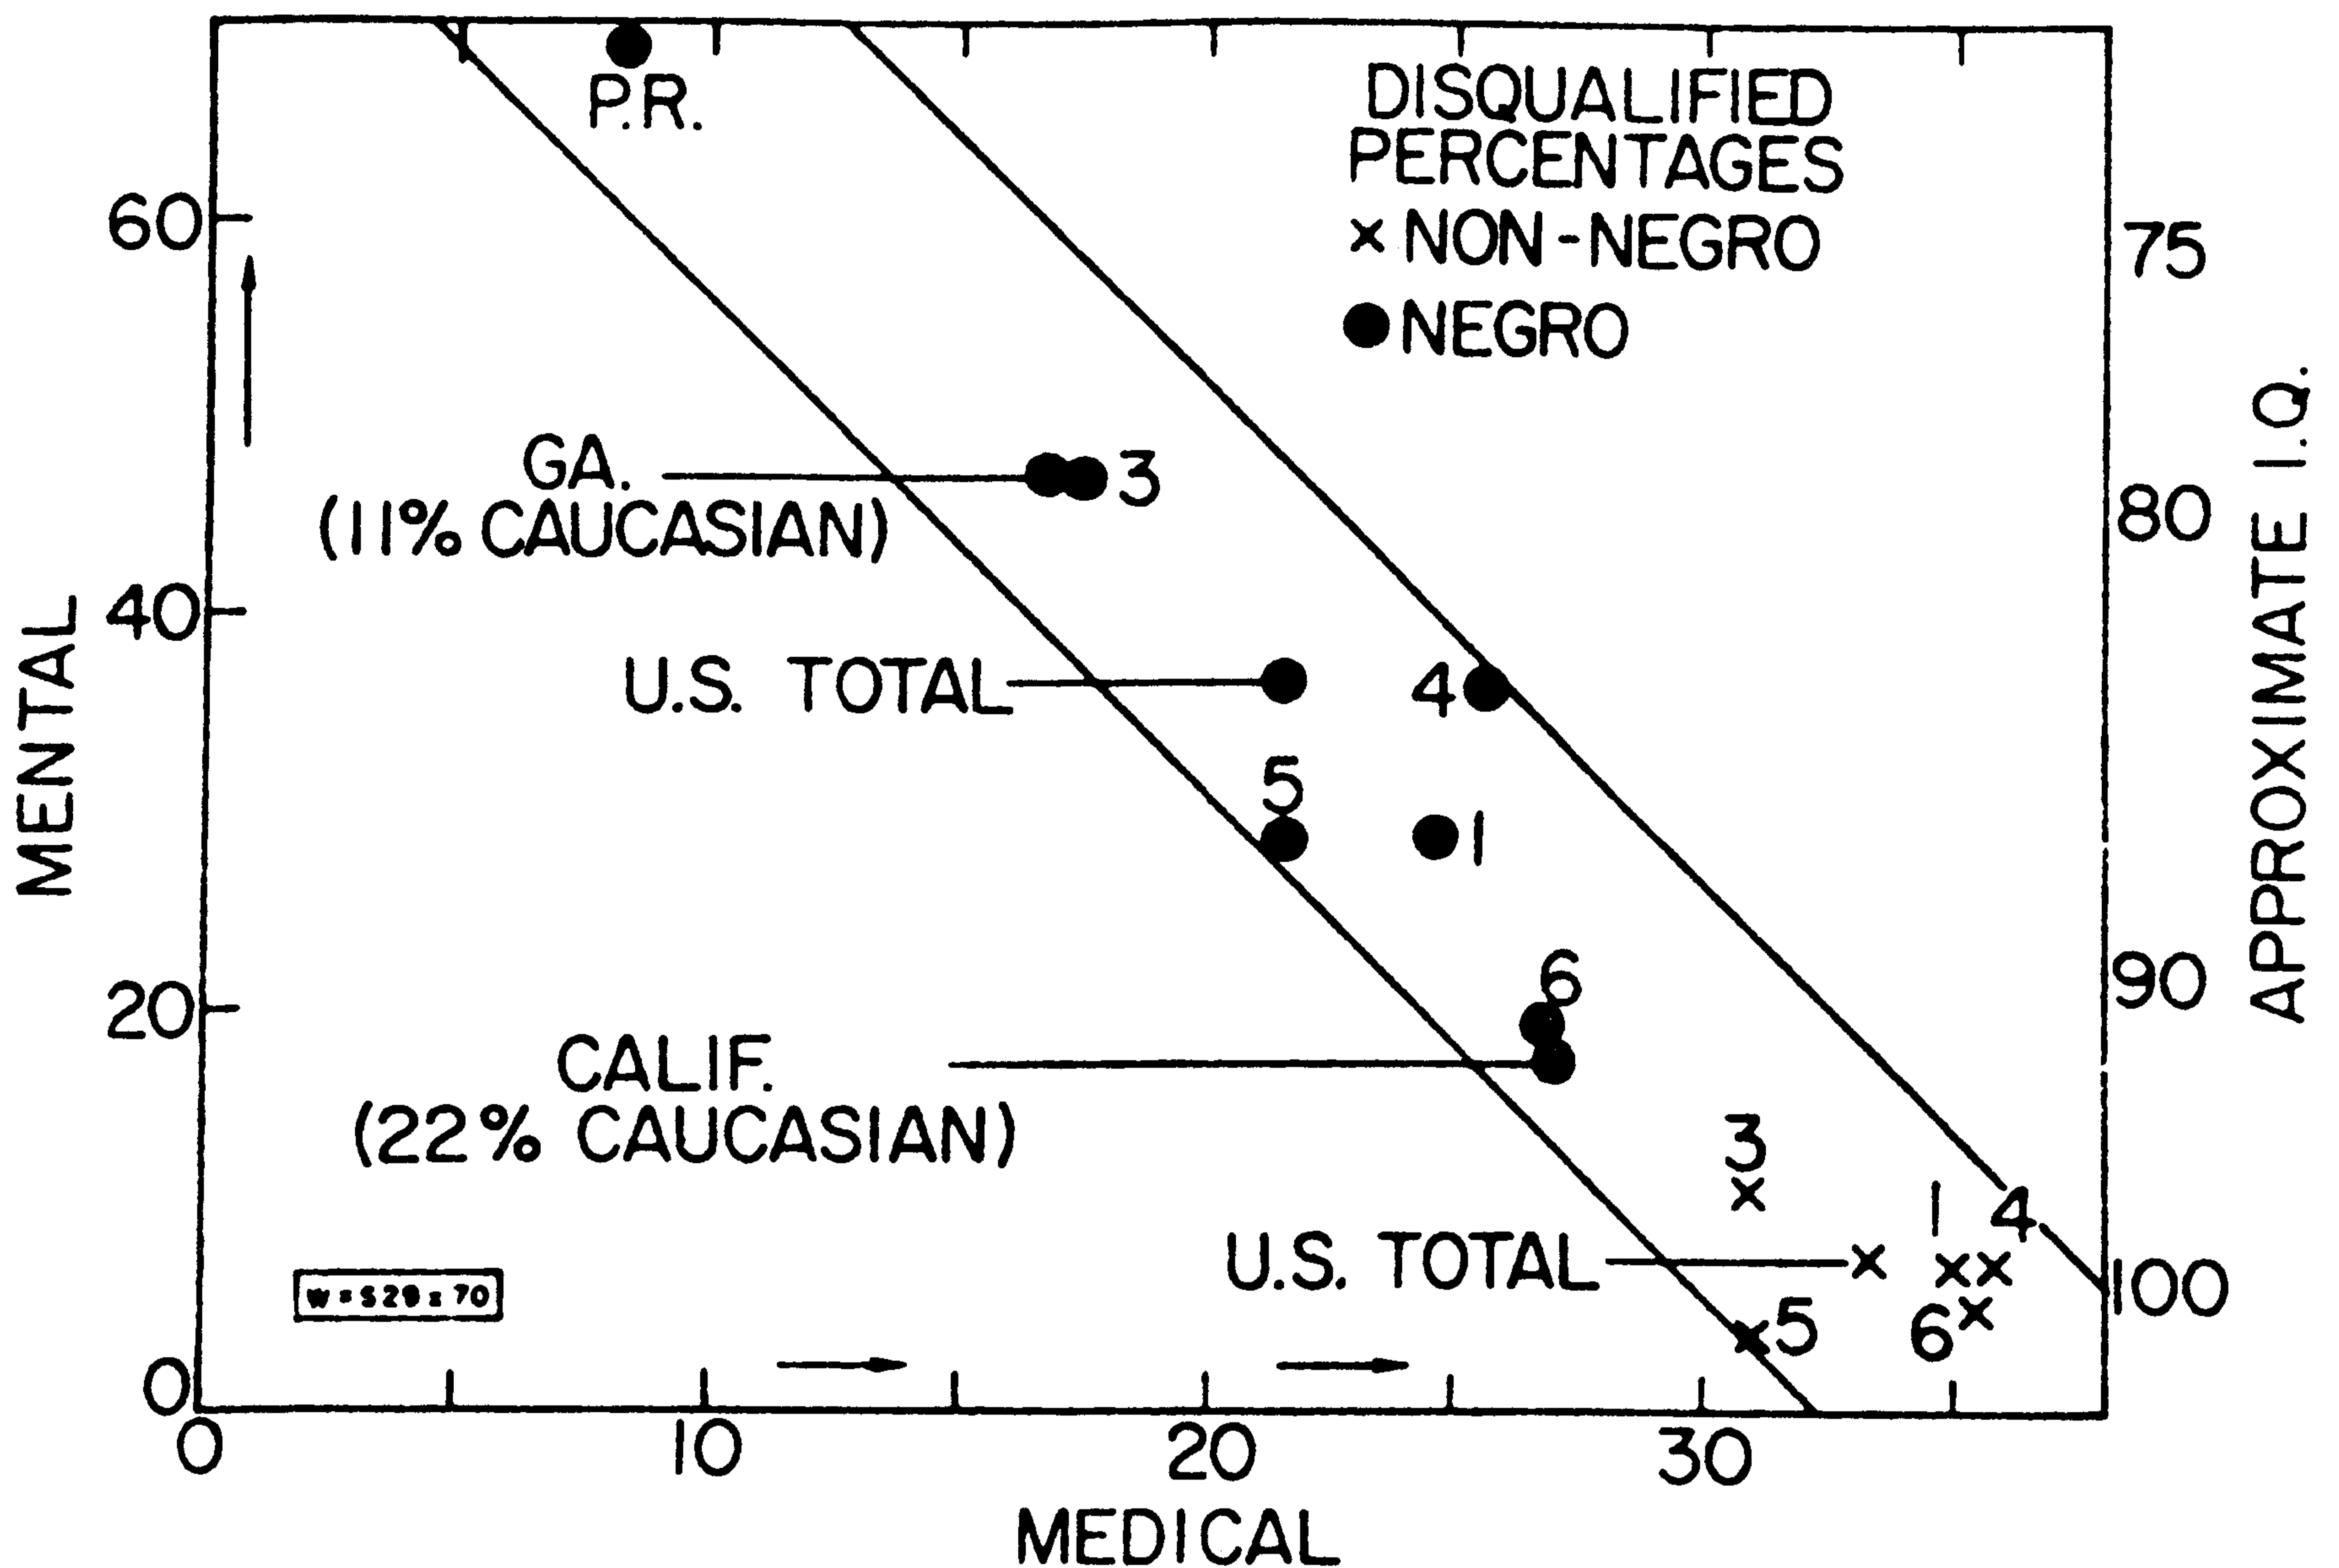 P.R.
DISQUALIFIED
PERCENTAGES
× NON-NEGRO
● NEGRO
60
75
GA.
3
(11% CAUCASIAN)
80
APPROXIMATE I.Q.
MENTAL
40
U.S. TOTAL
4
5
1
6
20
90
CALIF.
(22% CAUCASIAN)
3
1
4
U.S. TOTAL
5
6
100
W = S 29 = 70
0
0
10
20
30
MEDICAL